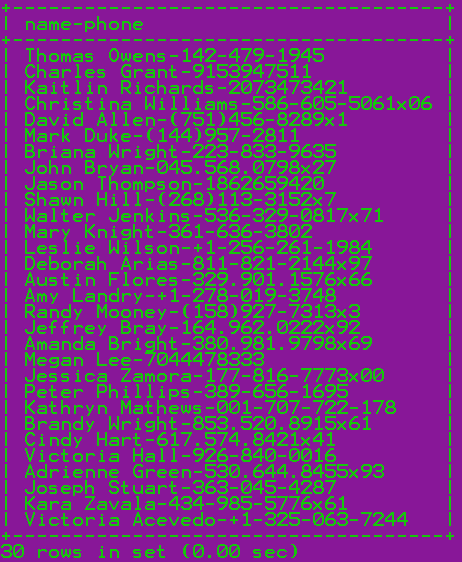 +----------------------------------------+
| name-phone                             |
+----------------------------------------+
| Thomas Owens-142-479-1945              |
| Charles Grant-9153947511               |
| Kaitlin Richards-2073473421            |
| Christina Williams-586-605-5061x06     |
| David Allen-(751)456-8289x1            |
| Mark Duke-(144)957-2811                |
| Briana Wright-223-833-9635             |
| John Bryan-045.568.0798x27             |
| Jason Thompson-1862659420              |
| Shawn Hill-(268)113-3152x7             |
| Walter Jenkins-536-329-0817x71         |
| Mary Knight-361-636-3802               |
| Leslie Wilson-+1-256-261-1984          |
| Deborah Arias-811-821-2144x97          |
| Austin Flores-329.901.1576x66          |
| Amy Landry-+1-278-019-3748             |
| Randy Mooney-(158)927-7313x3           |
| Jeffrey Bray-164.962.0222x92           |
| Amanda Bright-380.981.9798x69          |
| Megan Lee-7044478333                   |
| Jessica Zamora-177-816-7773x00         |
| Peter Phillips-389-656-1695            |
| Kathryn Mathews-001-707-722-178        |
| Brandy Wright-853.520.8915x61          |
| Cindy Hart-617.574.8421x41             |
| Victoria Hall-926-840-0016             |
| Adrienne Green-530.644.8455x93         |
| Joseph Stuart-363-045-4287             |
| Kara Zavala-434-985-5776x61            |
| Victoria Acevedo-+1-325-063-7244       |
+----------------------------------------+
30 rows in set (0.00 sec)